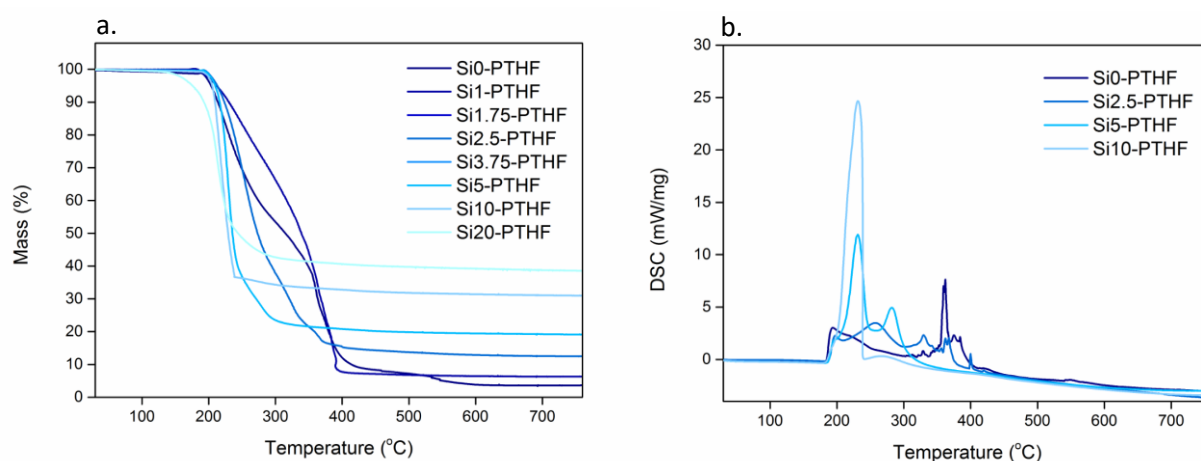 a.
100
90
80
70
60
50
40
30
20
10
0
Mass (%)
Si0-PTHF
Si1-PTHF
Si1.75-PTHF
Si2.5-PTHF
Si3.75-PTHF
Si5-PTHF
Si10-PTHF
Si20-PTHF
100 200 300 400 500 600 700
Temperature (°C)
b.
30
25
20
15
10
5
0
DSC (mW/mg)
Si0-PTHF
Si2.5-PTHF
Si5-PTHF
Si10-PTHF
100 200 300 400 500 600 700
Temperature (°C)